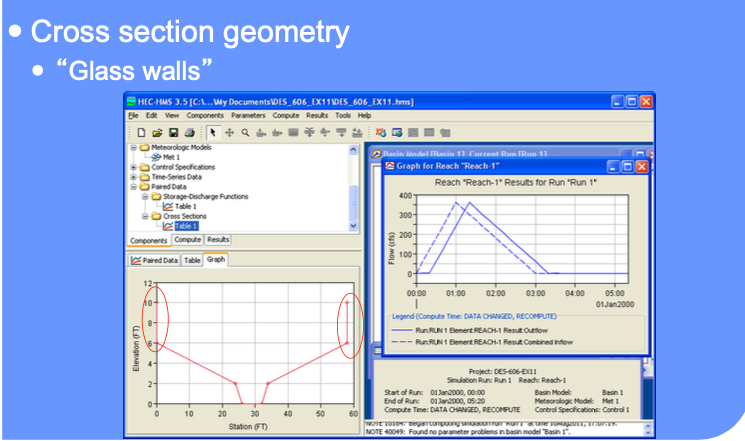 • Cross section geometry
• “Glass walls”
HEC-HMS 3.5 [C:\...\My Documents\DES_606_EX11\DES_606_EX11.hms]
File Edit View Components Parameters Compute Results Tools Help
Meteorologic Models
Met 1
Control Specifications
Time-Series Data
Paired Data
Storage-Discharge Functions
Table 1
Cross Sections
Table 1
Components Compute Results
Paired Data Table Graph
12
10
8
6
4
2
0
Elevation (FT)
0 10 20 30 40 50 60
Station (FT)
Basin Model [Basin 1] Current Run [Run 1]
Graph for Reach "Reach-1"
Reach "Reach-1" Results for Run "Run 1"
400
300
200
100
0
Flow (cfs)
00:00 01:00 02:00 03:00 04:00 05:00
01Jan2000
Legend (Compute Time: DATA CHANGED, RECOMPUTE)
Run:RUN 1 Element:REACH-1 Result:Outflow
Run:RUN 1 Element:REACH-1 Result:Combined Inflow
Project: DES-606-EX11
Simulation Run: Run 1 Reach: Reach-1
Start of Run: 01Jan2000, 00:00 Basin Model: Basin 1
End of Run: 01Jan2000, 05:20 Meteorologic Model: Met 1
Compute Time: DATA CHANGED, RECOMPUTE Control Specifications: Control 1
NOTE 10184: Began computing simulation run "Run 1" at time 10Aug2011, 17:07:19.
NOTE 40049: Found no parameter problems in basin model "Basin 1".